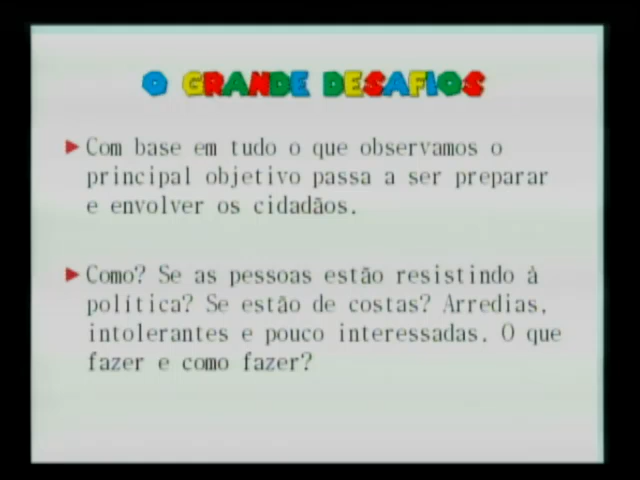 O GRANDE DESAFIOS
Com base em tudo o que observamos o
principal objetivo passa a ser preparar
e envolver os cidadãos.
Como? Se as pessoas estão resistindo à
política? Se estão de costas? Arredias,
intolerantes e pouco interessadas. O que
fazer e como fazer?